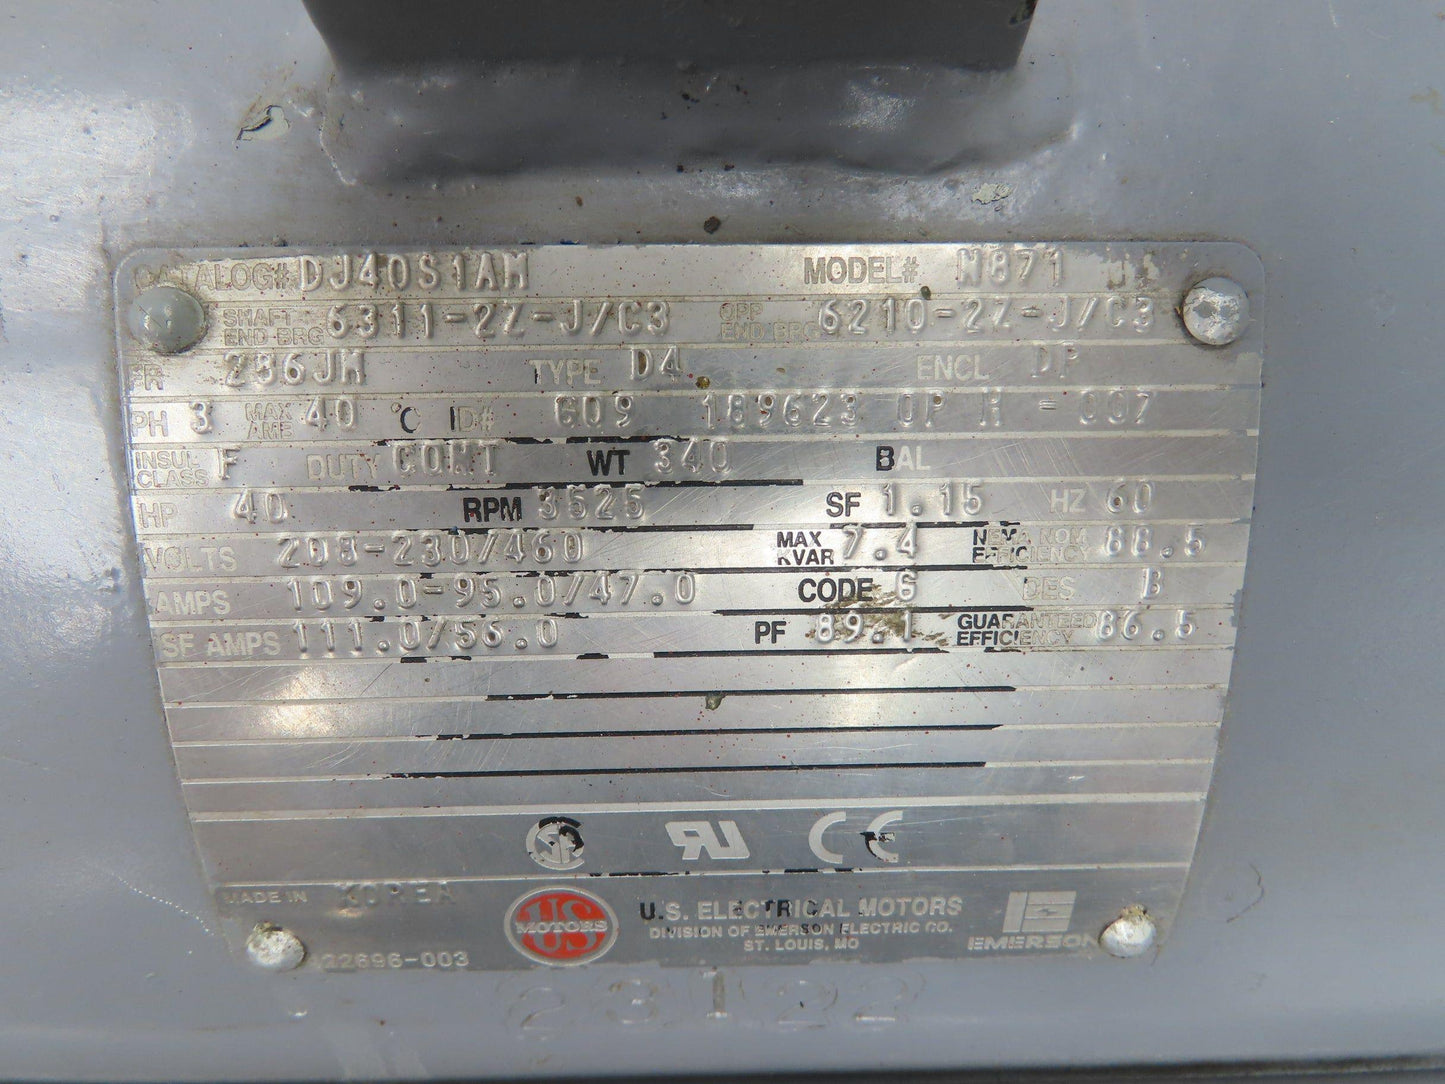 CATALOG# DJ40S1AM MODEL# M871
SHAFT END BRG 6311-2Z-J/C3 OPP END BRG 6210-2Z-J/C3
FR 286JM TYPE D4 ENCL DP
PH 3 MAX AMB 40 °C ID# G09 189623 OP H -007
INSUL CLASS F DUTY CONT WT 340 BAL
HP 40 RPM 3525 SF 1.15 HZ 60
VOLTS 208-230/460 MAX KVAR 7.4 NEMA NOM EFFICIENCY 88.5
AMPS 109.0-95.0/47.0 CODE G DES B
SF AMPS 111.0/56.0 PF 89.1 GUARANTEED EFFICIENCY 86.5
MADE IN KOREA
US MOTORS
U.S. ELECTRICAL MOTORS
DIVISION OF EMERSON ELECTRIC CO.
ST. LOUIS, MO
EMERSON
422696-003
23122